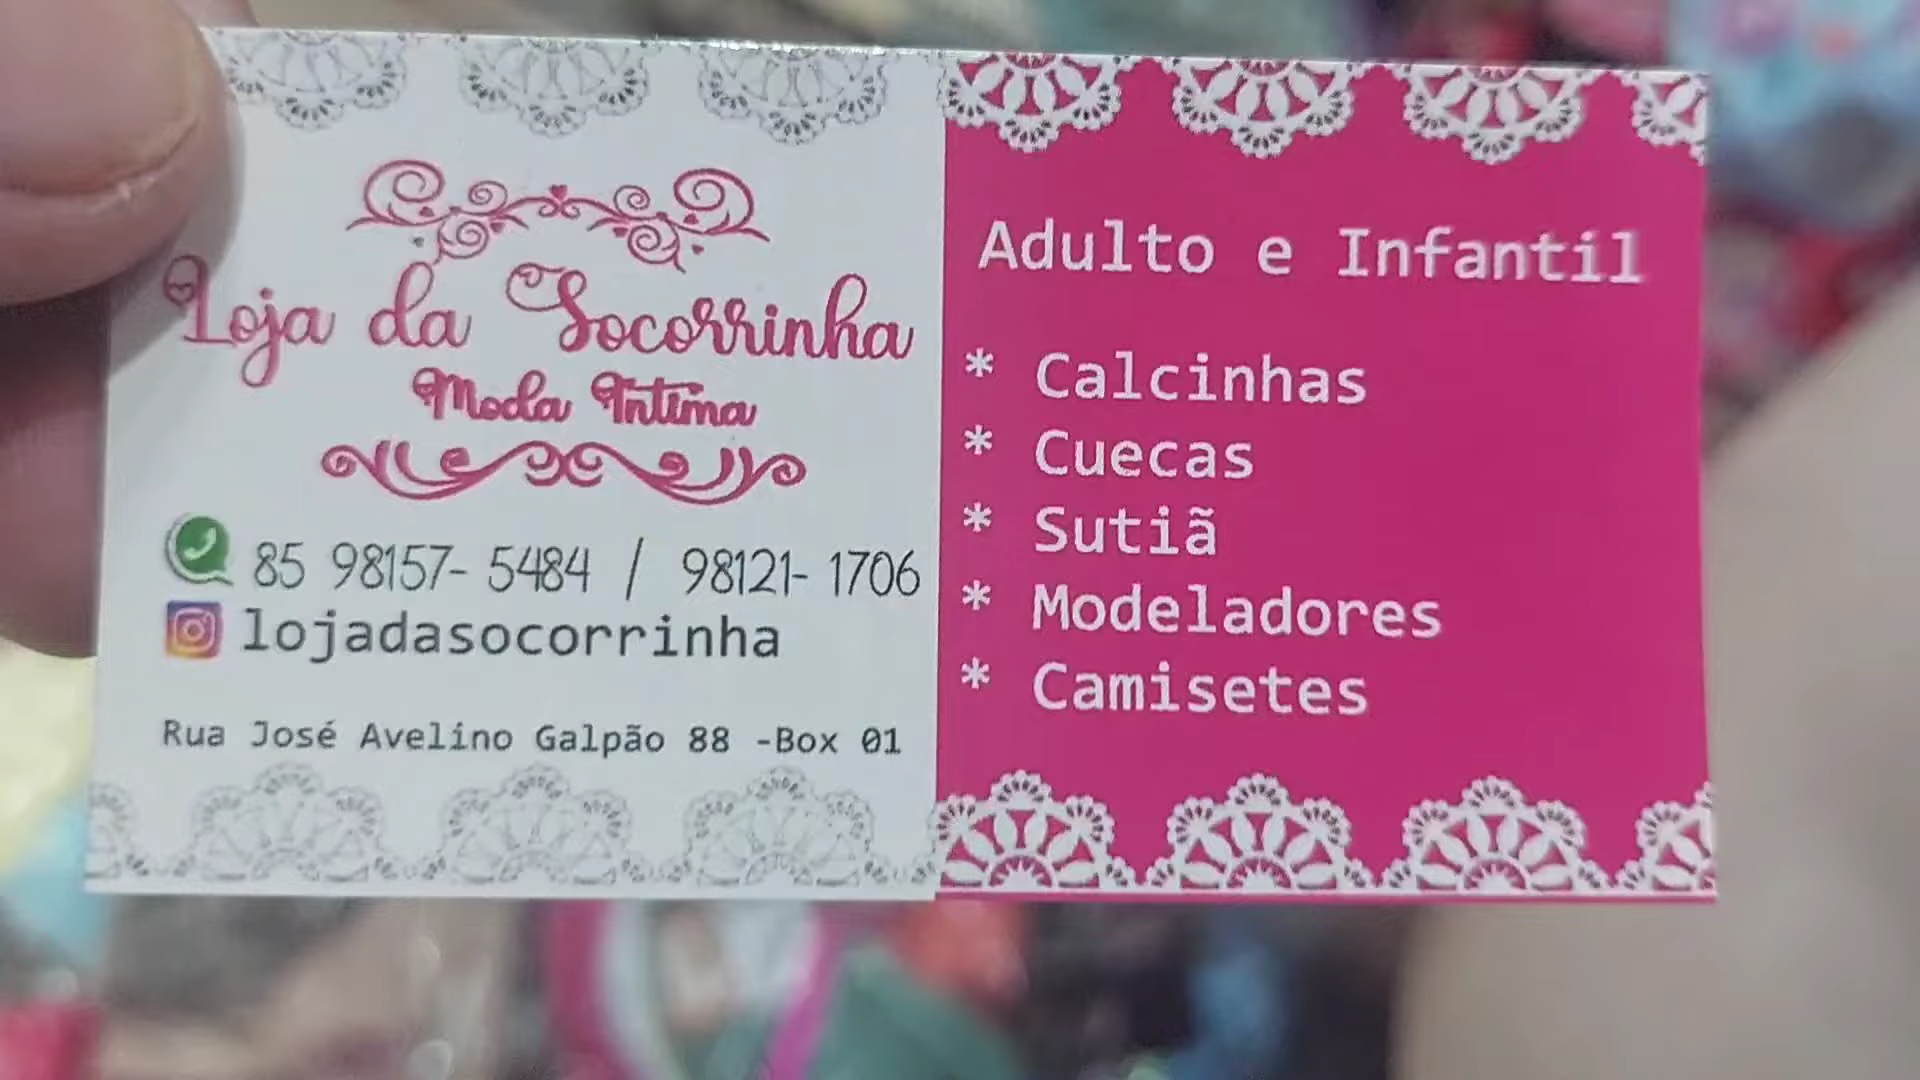 Loja da Socorrinha
Moda Intima
85 98157-5484 / 98121-1706
lojadasocorrinha
Rua José Avelino Galpão 88 -Box 01
Adulto e Infantil
* Calcinhas
* Cuecas
* Sutiã
* Modeladores
* Camisetes